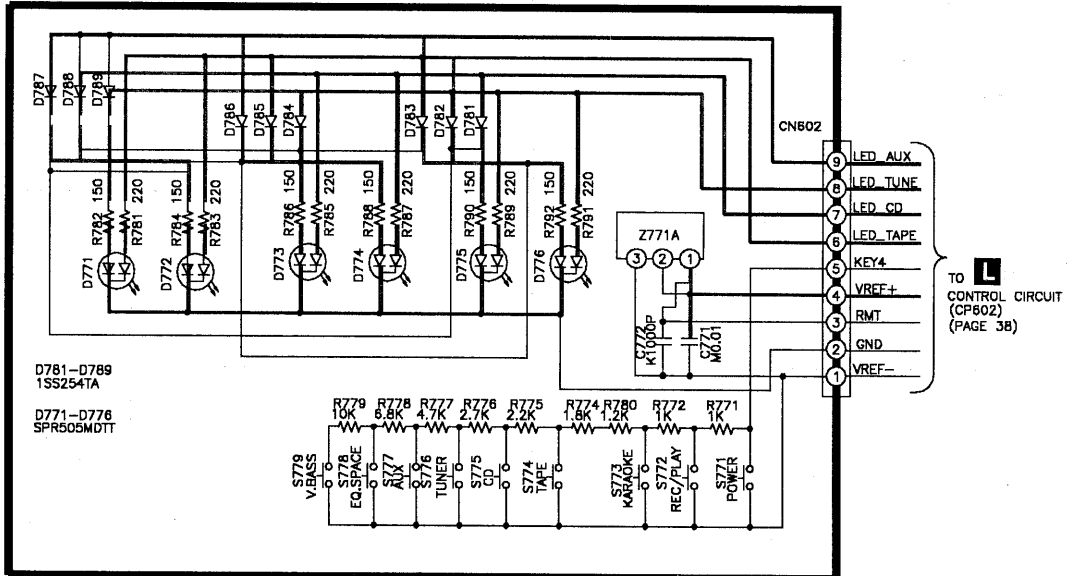 D787
D788
D789
D786
D785
D784
D783
D782
D781
CN602
9 LED_AUX
8 LED_TUNE
7 LED_CD
6 LED_TAPE
5 KEY4
4 VREF+
3 RMT
2 GND
1 VREF-
TO L
CONTROL CIRCUIT
(CP602)
(PAGE 38)
R782 150
R781 220
R784 150
R783 220
R786 150
R785 220
R788 150
R787 220
R790 150
R789 220
R792 150
R791 220
D771
D772
D773
D774
D775
D776
Z771A
3 2 1
C772
K1000P
C771
M0.01
D781-D789
1SS254TA
D771-D776
SPR505MDTT
R779 R778 R777 R776 R775 R774 R780 R772 R771
10K 6.8K 4.7K 2.7K 2.2K 1.8K 1.2K 1K 1K
S779
V.BASS
S778
EQ.SPACE
S777
AUX
S776
TUNER
S775
CD
S774
TAPE
S773
KARAOKE
S772
REC/PLAY
S771
POWER